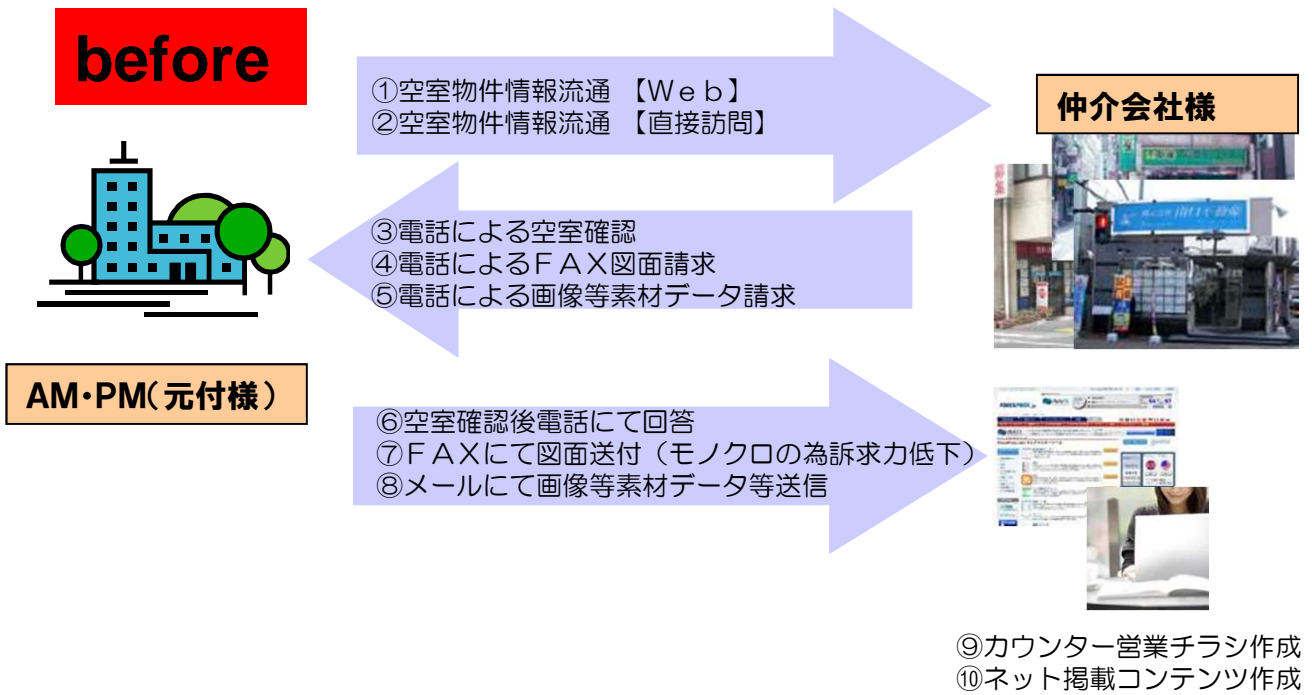 before
①空室物件情報流通 【Ｗｅｂ】
②空室物件情報流通 【直接訪問】
仲介会社様
③電話による空室確認
④電話によるＦＡＸ図面請求
⑤電話による画像等素材データ請求
AM・PM(元付様)
⑥空室確認後電話にて回答
⑦ＦＡＸにて図面送付（モノクロの為訴求力低下）
⑧メールにて画像等素材データ等送信
⑨カウンター営業チラシ作成
⑩ネット掲載コンテンツ作成